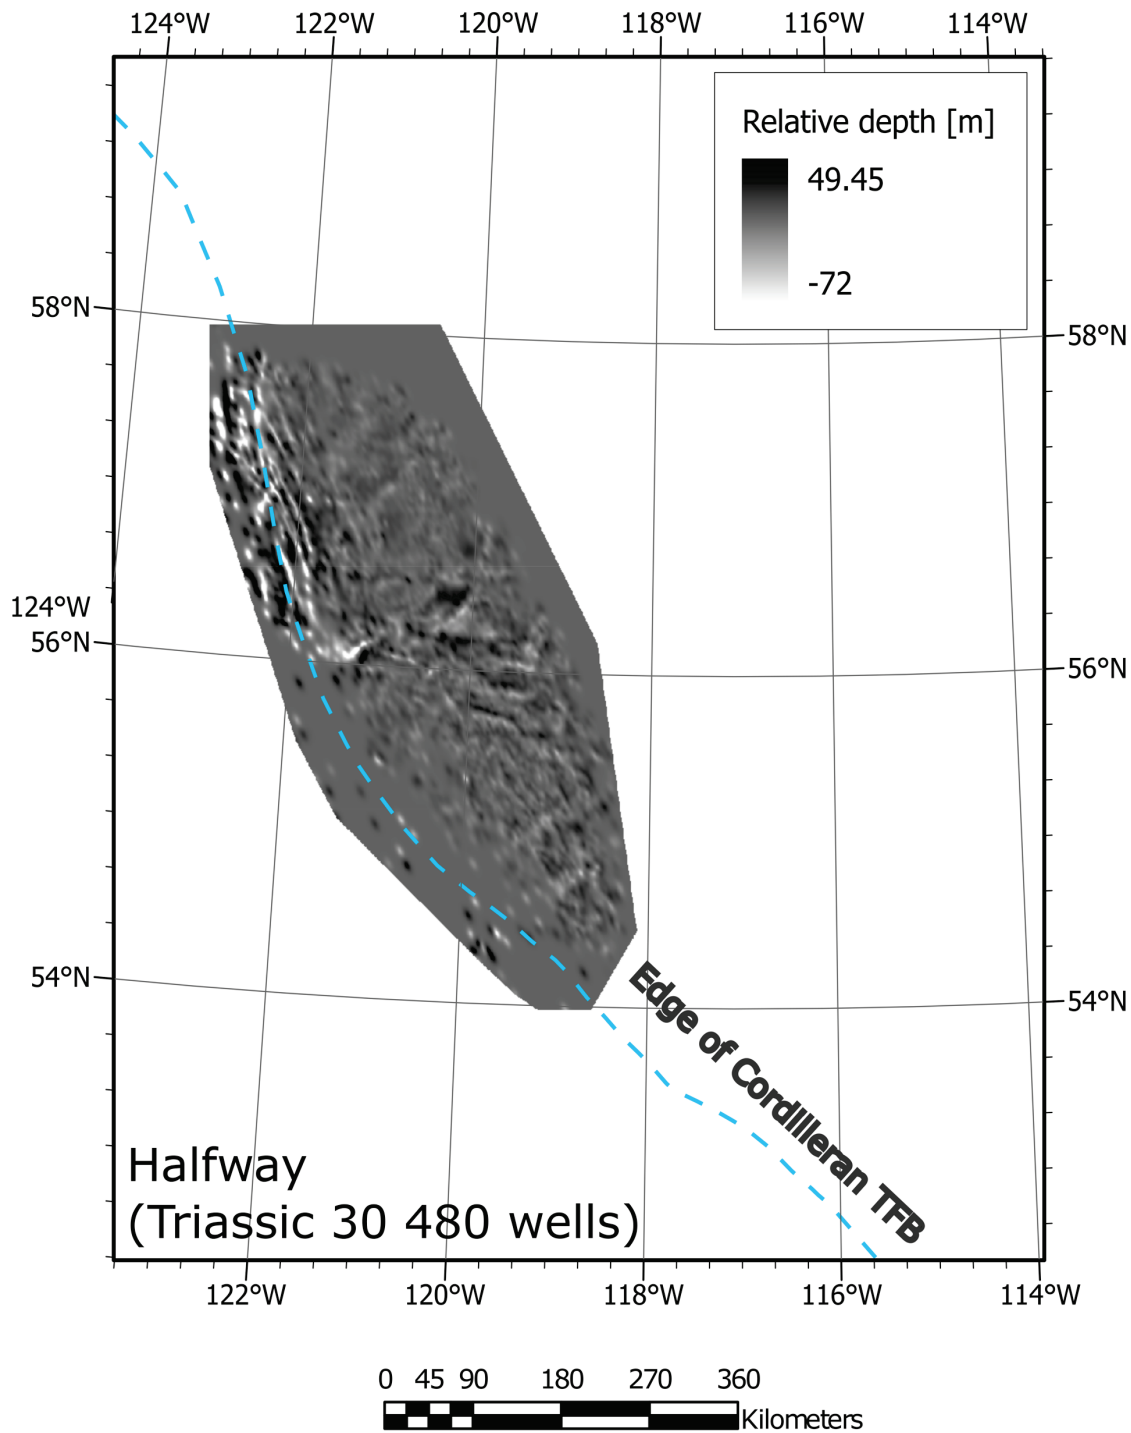 124°W 122°W 120°W 118°W 116°W 114°W
Relative depth [m]
49.45
-72
58°N
58°N
124°W
56°N
56°N
54°N
54°N
Edge of Cordilleran TFB
Halfway
(Triassic 30 480 wells)
122°W 120°W 118°W 116°W 114°W
0 45 90 180 270 360
Kilometers